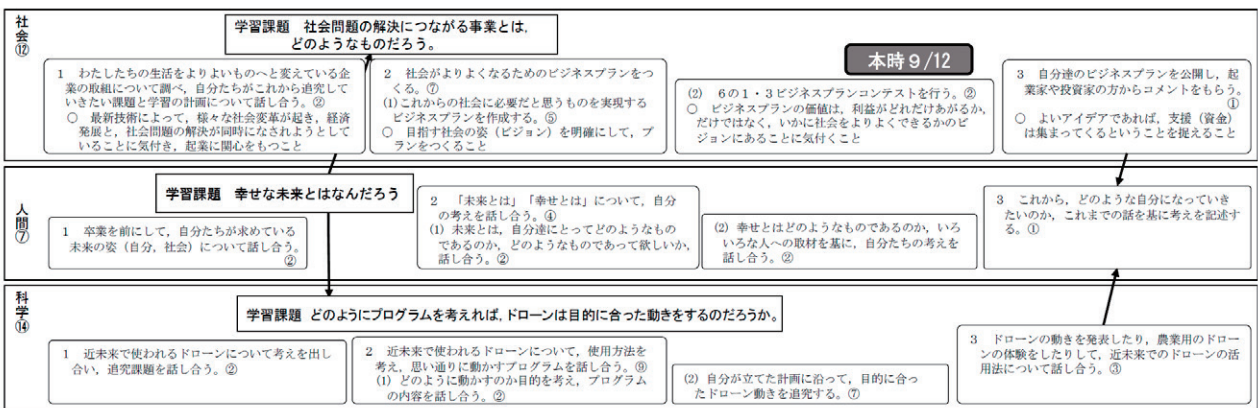 社会⑫
学習課題 社会問題の解決につながる事業とは,
どのようなものだろう。
本時9/12
1 わたしたちの生活をよりよいものへと変えている企
業の取組について調べ,自分たちがこれから追究して
いきたい課題と学習の計画について話し合う。②
○ 最新技術によって,様々な社会変革が起き,経済
発展と,社会問題の解決が同時になされようとして
いることに気付き,起業に関心をもつこと
2 社会がよりよくなるためのビジネスプランをつ
くる。⑦
(1)これからの社会に必要だと思うものを実現する
ビジネスプランを作成する。⑤
○ 目指す社会の姿(ビジョン)を明確にして,プ
ランをつくること
(2) 6の1・3ビジネスプランコンテストを行う。②
○ ビジネスプランの価値は,利益がどれだけあがるか,
だけではなく,いかに社会をよりよくできるかのビ
ジョンにあることに気付くこと
3 自分達のビジネスプランを公開し,起
業家や投資家の方からコメントをもらう。
①
○ よいアイデアであれば,支援(資金)
は集まってくるということを捉えること
人間⑦
学習課題 幸せな未来とはなんだろう
1 卒業を前にして,自分たちが求めている
未来の姿(自分,社会)について話し合う。
②
2 「未来とは」「幸せとは」について,自分
の考えを話し合う。④
(1) 未来とは,自分達にとってどのようなもの
であるのか,どのようなものであって欲しいか,
話し合う。②
(2) 幸せとはどのようなものであるのか,いろ
いろな人への取材を基に,自分たちの考えを
話し合う。②
3 これから,どのような自分になっていき
たいのか,これまでの話を基に考えを記述す
る。①
科学⑭
学習課題 どのようにプログラムを考えれば,ドローンは目的に合った動きをするのだろうか。
1 近未来で使われるドローンについて考えを出し
合い,追究課題を話し合う。②
2 近未来で使われるドローンについて,使用方法を
考え,思い通りに動かすプログラムを話し合う。⑨
(1) どのように動かすのか目的を考え,プログラム
の内容を話し合う。②
(2) 自分が立てた計画に沿って,目的に合っ
たドローン動きを追究する。⑦
3 ドローンの動きを発表したり,農業用のドロー
ンの体験をしたりして,近未来でのドローンの活
用法について話し合う。③